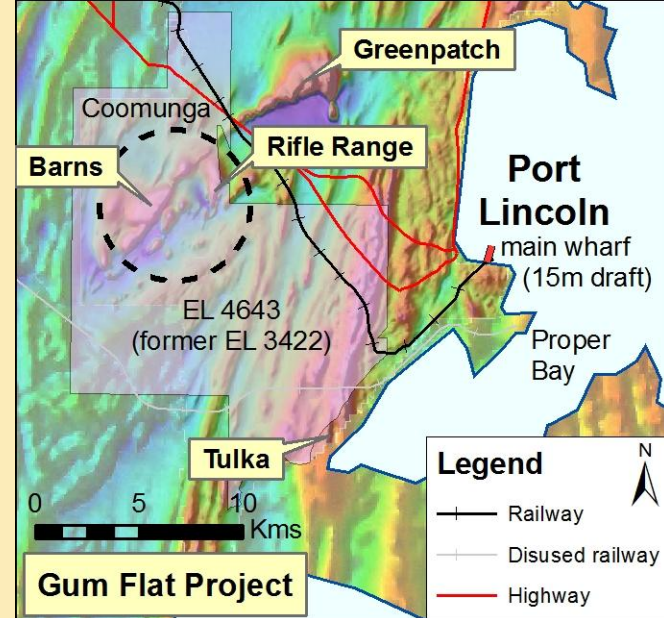 Greenpatch
Coomunga
Rifle Range
Barns
Port
Lincoln
main wharf
(15m draft)
EL 4643
(former EL 3422)
Proper
Bay
Tulka
0 5 10
Kms
Gum Flat Project
Legend
N
Railway
Disused railway
Highway